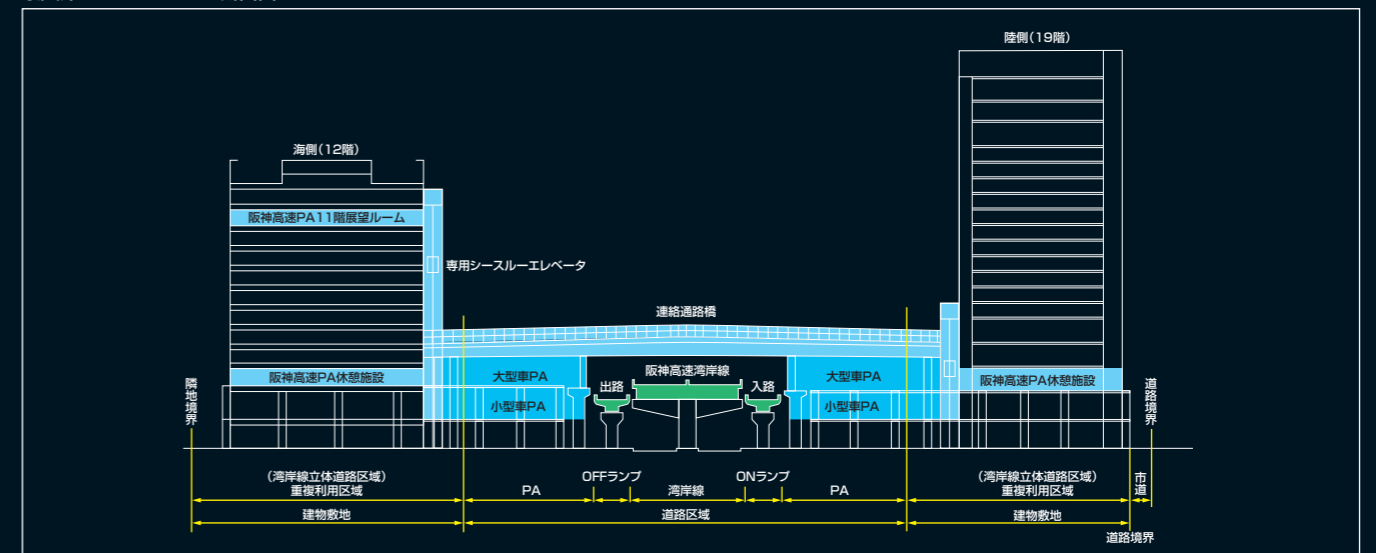 陸側(19階)
海側(12階)
阪神高速PA11階展望ルーム
専用シースルーエレベータ
連絡通路橋
阪神高速PA休憩施設
大型車PA
小型車PA
出路
阪神高速湾岸線
入路
大型車PA
小型車PA
阪神高速PA休憩施設
隣地境界
道路境界
(湾岸線立体道路区域)
重複利用区域
PA
OFFランプ
湾岸線
ONランプ
PA
(湾岸線立体道路区域)
重複利用区域
市道
建物敷地
道路区域
建物敷地
道路境界